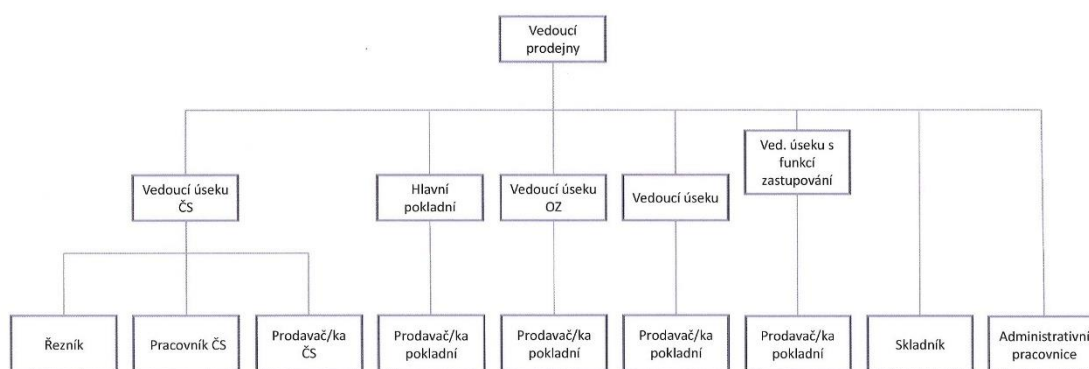 Vedoucí
prodejny
Vedoucí úseku
ČS
Hlavní
pokladní
Vedoucí úseku
OZ
Vedoucí úseku
Ved. úseku s
funkcí
zastupování
Řezník
Pracovník ČS
Prodavač/ka
ČS
Prodavač/ka
pokladní
Prodavač/ka
pokladní
Prodavač/ka
pokladní
Prodavač/ka
pokladní
Skladník
Administrativní
pracovnice